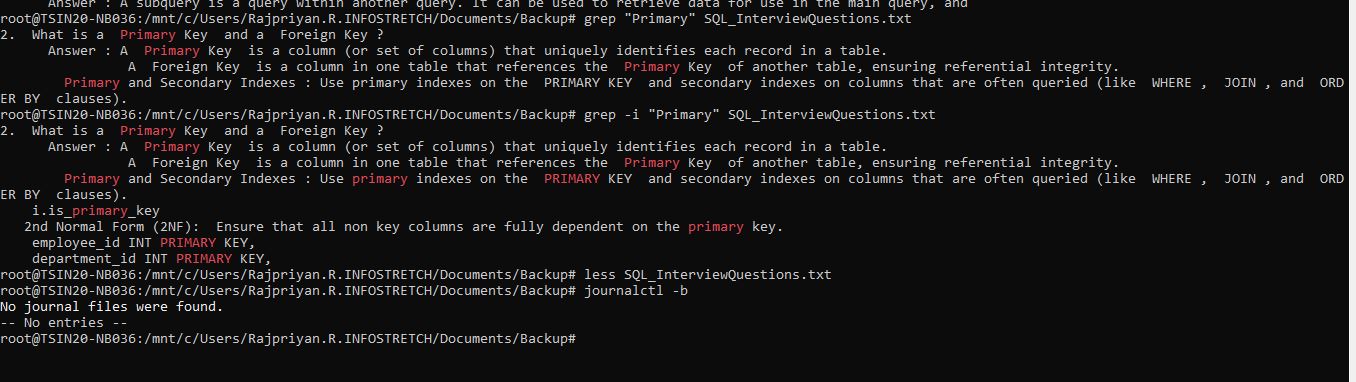 Answer : A subquery is a query within another query. It can be used to retrieve data for use in the main query, and
root@TSIN20-NB036:/mnt/c/Users/Rajpriyan.R.INFOSTRETCH/Documents/Backup# grep "Primary" SQL_InterviewQuestions.txt
2.  What is a  Primary Key  and a  Foreign Key ?
      Answer : A  Primary Key  is a column (or set of columns) that uniquely identifies each record in a table.
                A  Foreign Key  is a column in one table that references the  Primary Key  of another table, ensuring referential integrity.
        Primary and Secondary Indexes : Use primary indexes on the  PRIMARY KEY  and secondary indexes on columns that are often queried (like  WHERE ,  JOIN , and  ORD
ER BY  clauses).
root@TSIN20-NB036:/mnt/c/Users/Rajpriyan.R.INFOSTRETCH/Documents/Backup# grep -i "Primary" SQL_InterviewQuestions.txt
2.  What is a  Primary Key  and a  Foreign Key ?
      Answer : A  Primary Key  is a column (or set of columns) that uniquely identifies each record in a table.
                A  Foreign Key  is a column in one table that references the  Primary Key  of another table, ensuring referential integrity.
        Primary and Secondary Indexes : Use primary indexes on the  PRIMARY KEY  and secondary indexes on columns that are often queried (like  WHERE ,  JOIN , and  ORD
ER BY  clauses).
    i.is_primary_key
   2nd Normal Form (2NF):  Ensure that all non key columns are fully dependent on the primary key.
    employee_id INT PRIMARY KEY,
    department_id INT PRIMARY KEY,
root@TSIN20-NB036:/mnt/c/Users/Rajpriyan.R.INFOSTRETCH/Documents/Backup# less SQL_InterviewQuestions.txt
root@TSIN20-NB036:/mnt/c/Users/Rajpriyan.R.INFOSTRETCH/Documents/Backup# journalctl -b
No journal files were found.
-- No entries --
root@TSIN20-NB036:/mnt/c/Users/Rajpriyan.R.INFOSTRETCH/Documents/Backup#